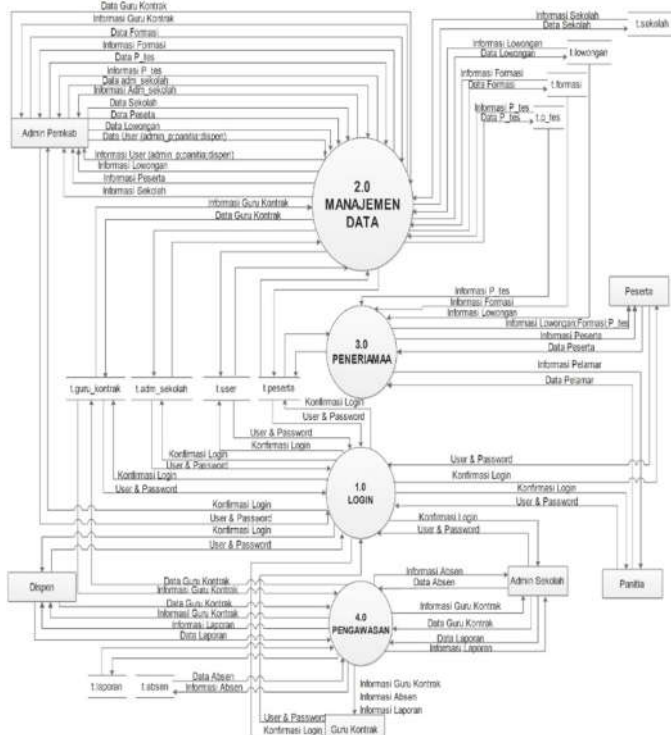 Data Guru Kontrak
Informasi Guru Kontrak
Data Formasi
Informasi Formasi
Data P_tes
Informasi P_tes
Data adm_sekolah
Informasi Adm_sekolah
Data Sekolah
Data Peseta
Data Lowongan
Data User (admin_p;panitia;dispen)
Admin Pemkab
Informasi User (admin_p;panitia;dispen)
Informasi Lowongan
Informasi Peserta
Informasi Sekolah
Informasi Sekolah
Data Sekolah
t.sekolah
Informasi Lowongan
Data Lowongan
t.lowongan
Informasi Formasi
Data Formasi
t.formasi
Informasi P_tes
Data P_tes
t.p_tes
2.0
MANAJEMEN
DATA
Informasi Guru Kontrak
Data Guru Kontrak
Informasi P_tes
Informasi Formasi
Informasi Lowongan
Peserta
3.0
PENERIAMAA
Informasi Lowongan;Formasi;P_tes
Informasi Peserta
Data Peserta
Informasi Pelamar
Data Pelamar
t.guru_kontrak
t.adm_sekolah
t.user
t.peserta
Konfirmasi Login
User & Password
User & Password
Konfirmasi Login
Konfirmasi Login
User & Password
Konfirmasi Login
User & Password
1.0
LOGIN
User & Password
Konfirmasi Login
Konfirmasi Login
User & Password
Konfirmasi Login
User & Password
Konfirmasi Login
User & Password
Konfirmasi Login
User & Password
Dispen
Admin Sekolah
Panitia
Data Guru Kontrak
Informasi Guru Kontrak
Data Guru Kontrak
Informasi Guru Kontrak
Informasi Laporan
Data Laporan
4.0
PENGAWASAN
Informasi Absen
Data Absen
Informasi Guru Kontrak
Data Guru Kontrak
Data Laporan
Informasi Laporan
t.laporan
t.absen
Data Absen
Informasi Absen
Informasi Guru Kontrak
Informasi Absen
Informasi Laporan
User & Password
Konfirmasi Login
Guru Kontrak